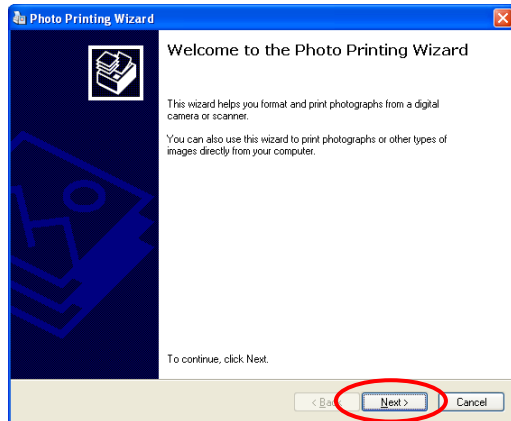 Photo Printing Wizard
Welcome to the Photo Printing Wizard
This wizard helps you format and print photographs from a digital
camera or scanner.
You can also use this wizard to print photographs or other types of
images directly from your computer.
To continue, click Next.
< Back Next > Cancel